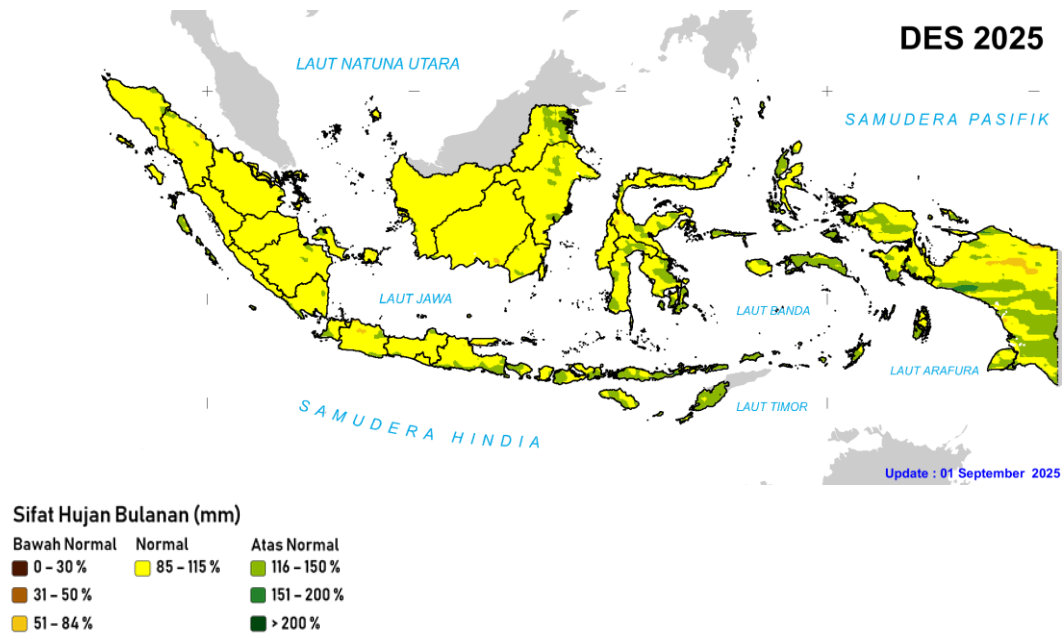 DES 2025
LAUT NATUNA UTARA
SAMUDERA PASIFIK
LAUT JAWA
LAUT BANDA
LAUT ARAFURA
LAUT TIMOR
SAMUDERA HINDIA
Update : 01 September 2025
Sifat Hujan Bulanan (mm)
Bawah Normal Normal Atas Normal
0 – 30 % 85 – 115 % 116 – 150 %
31 – 50 % 151 – 200 %
51 – 84 % > 200 %